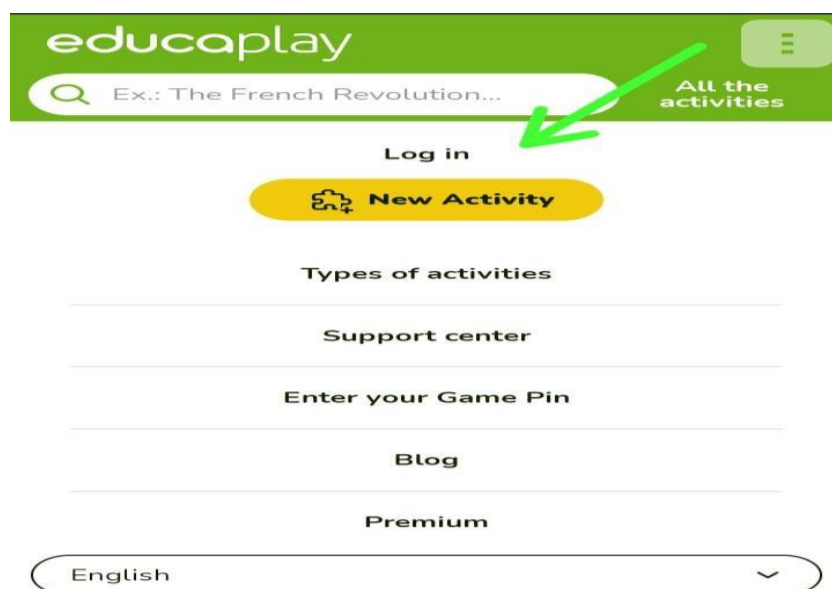 educaplay
Ex.: The French Revolution...
All the
activities
Log in
New Activity
Types of activities
Support center
Enter your Game Pin
Blog
Premium
English